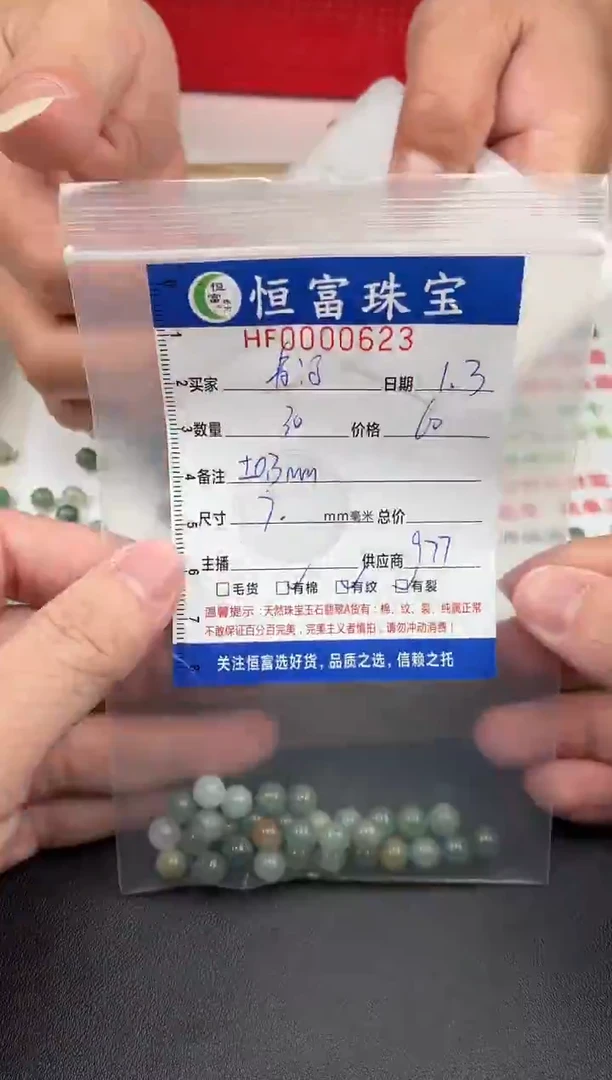 恒富珠宝
HF0000623
买家 日期 1.3
数量 30 价格 60
备注 ±0.3mm
尺寸 7. mm毫米 总价
主播 供应商 977
毛货 有棉 有纹 有裂
温馨提示:天然珠宝玉石翡翠A货有:棉、纹、裂、纯属正常
不敢保证百分百完美,完美主义者慎拍,请勿冲动消费!
关注恒富选好货,品质之选,信赖之托